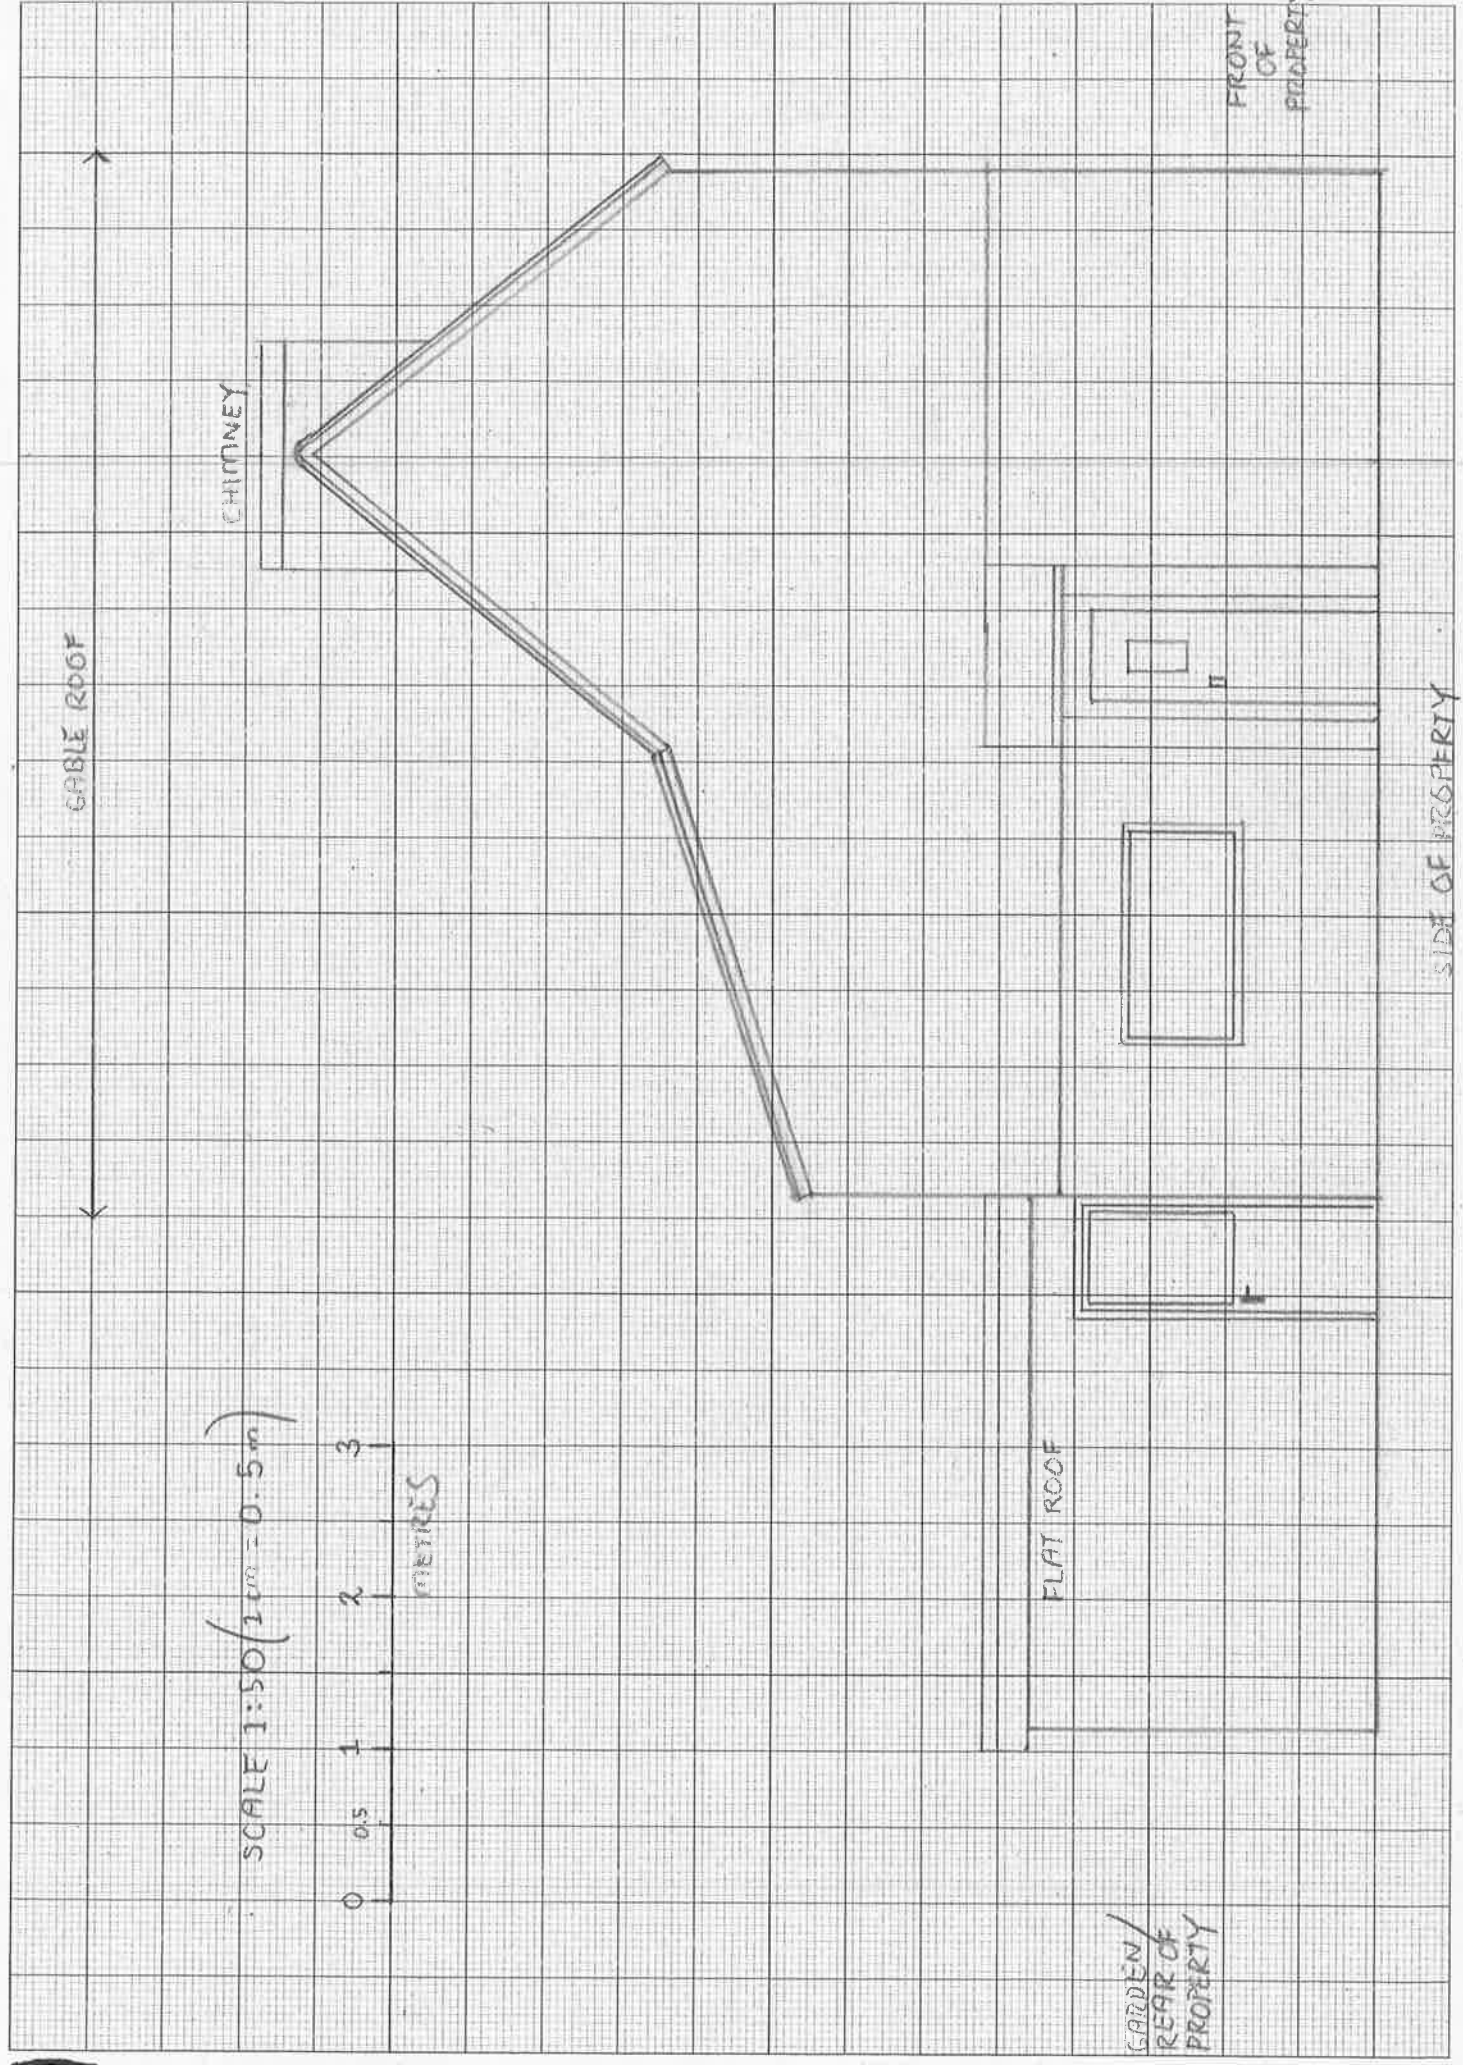 GABLE ROOF
CHIMNEY
SCALE 1:50 (1cm = 0.5m)
0 0.5 1 2 3
METRES
FLAT ROOF
GARDEN/
REAR OF
PROPERTY
SIDE OF PROPERTY
FRONT
OF
PROPERTY